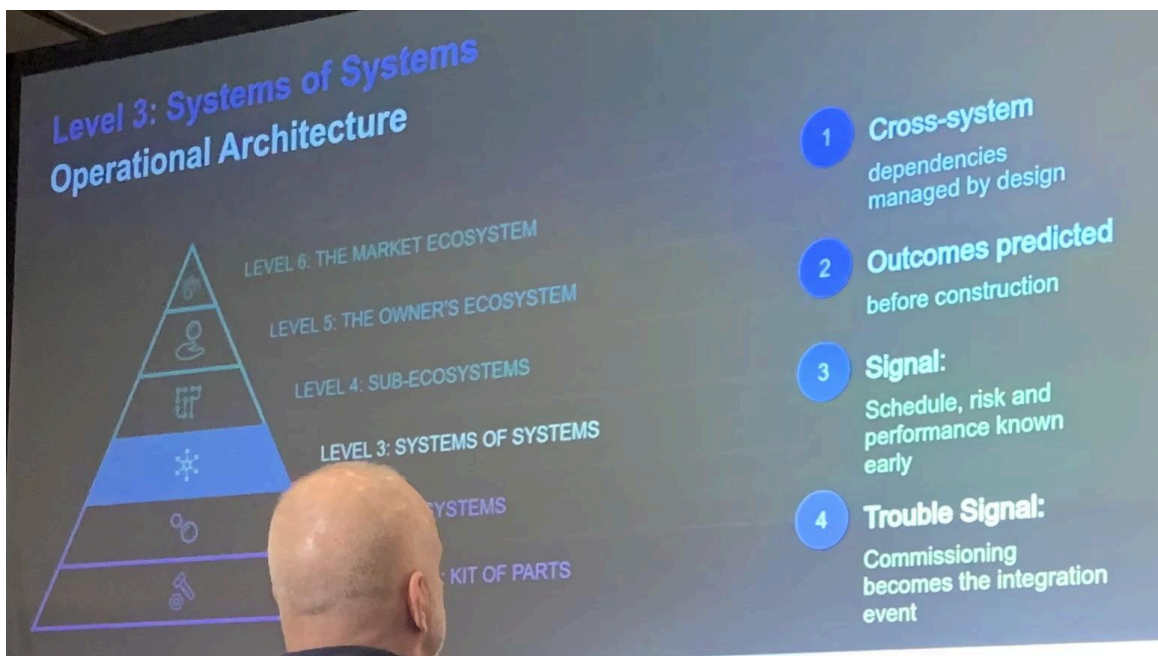 Level 3: Systems of Systems
Operational Architecture
LEVEL 6: THE MARKET ECOSYSTEM
LEVEL 5: THE OWNER'S ECOSYSTEM
LEVEL 4: SUB-ECOSYSTEMS
LEVEL 3: SYSTEMS OF SYSTEMS
YSTEMS
: KIT OF PARTS
1
Cross-system
dependencies
managed by design
2
Outcomes predicted
before construction
3
Signal:
Schedule, risk and
performance known
early
4
Trouble Signal:
Commissioning
becomes the integration
event